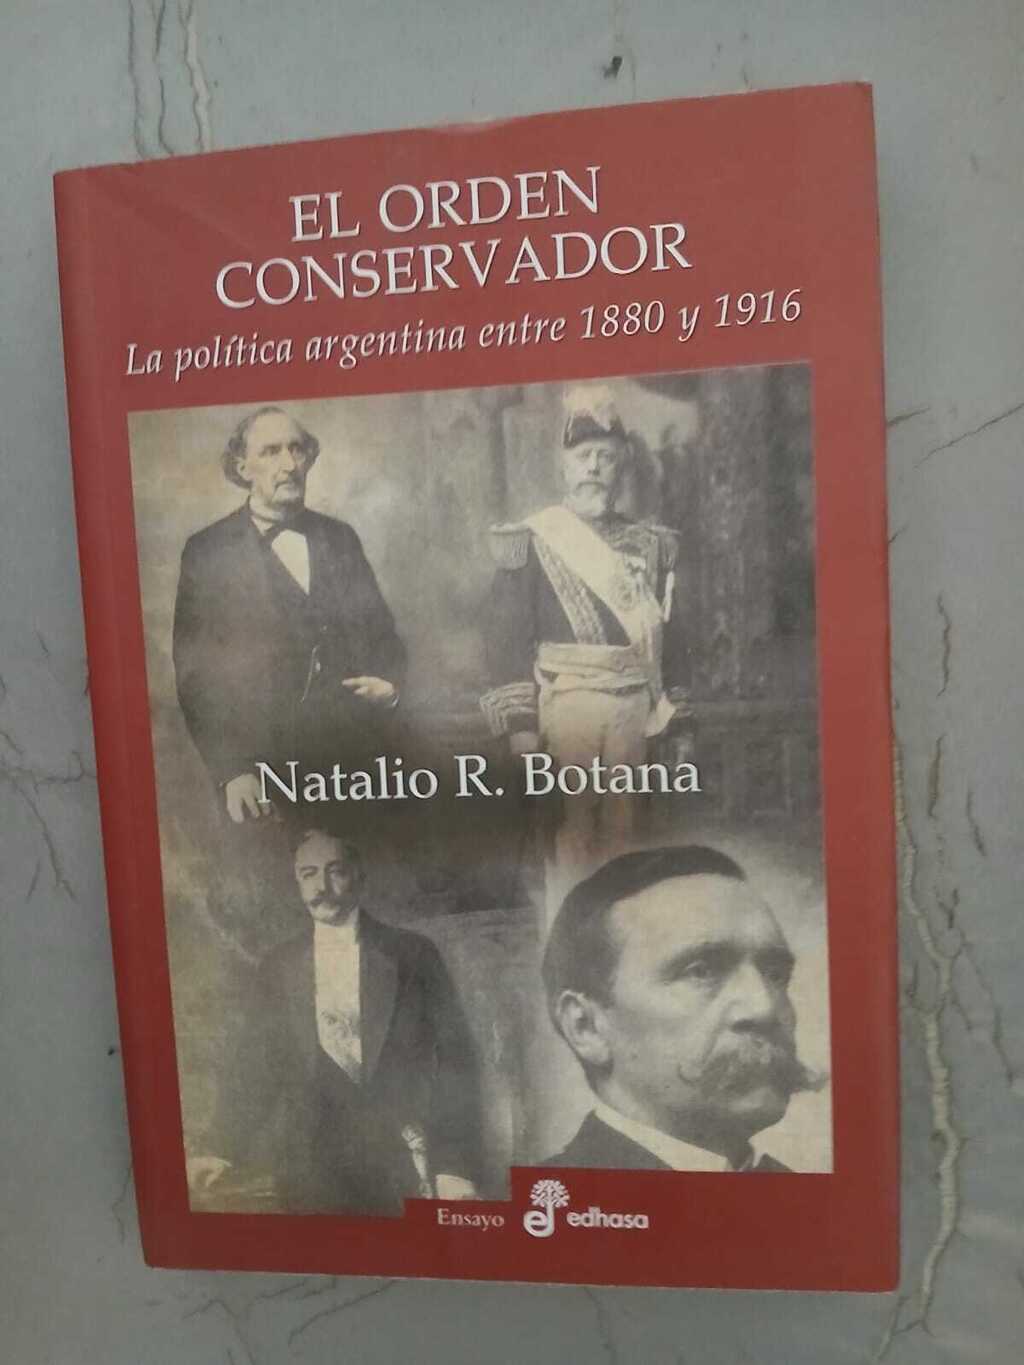 EL ORDEN
CONSERVADOR
La política argentina entre 1880 y 1916
Natalio R. Botana
Ensayo
edhasa